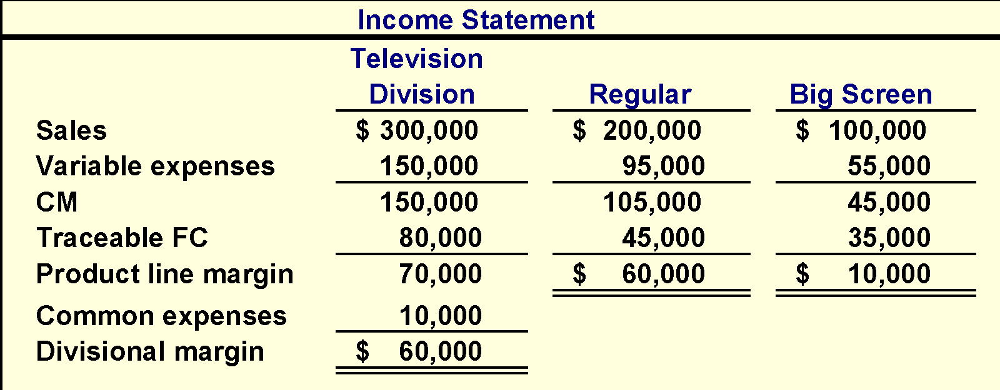 Income Statement
Television
Division Regular Big Screen
Sales $ 300,000 $ 200,000 $ 100,000
Variable expenses 150,000 95,000 55,000
CM 150,000 105,000 45,000
Traceable FC 80,000 45,000 35,000
Product line margin 70,000 $ 60,000 $ 10,000
Common expenses 10,000
Divisional margin $ 60,000